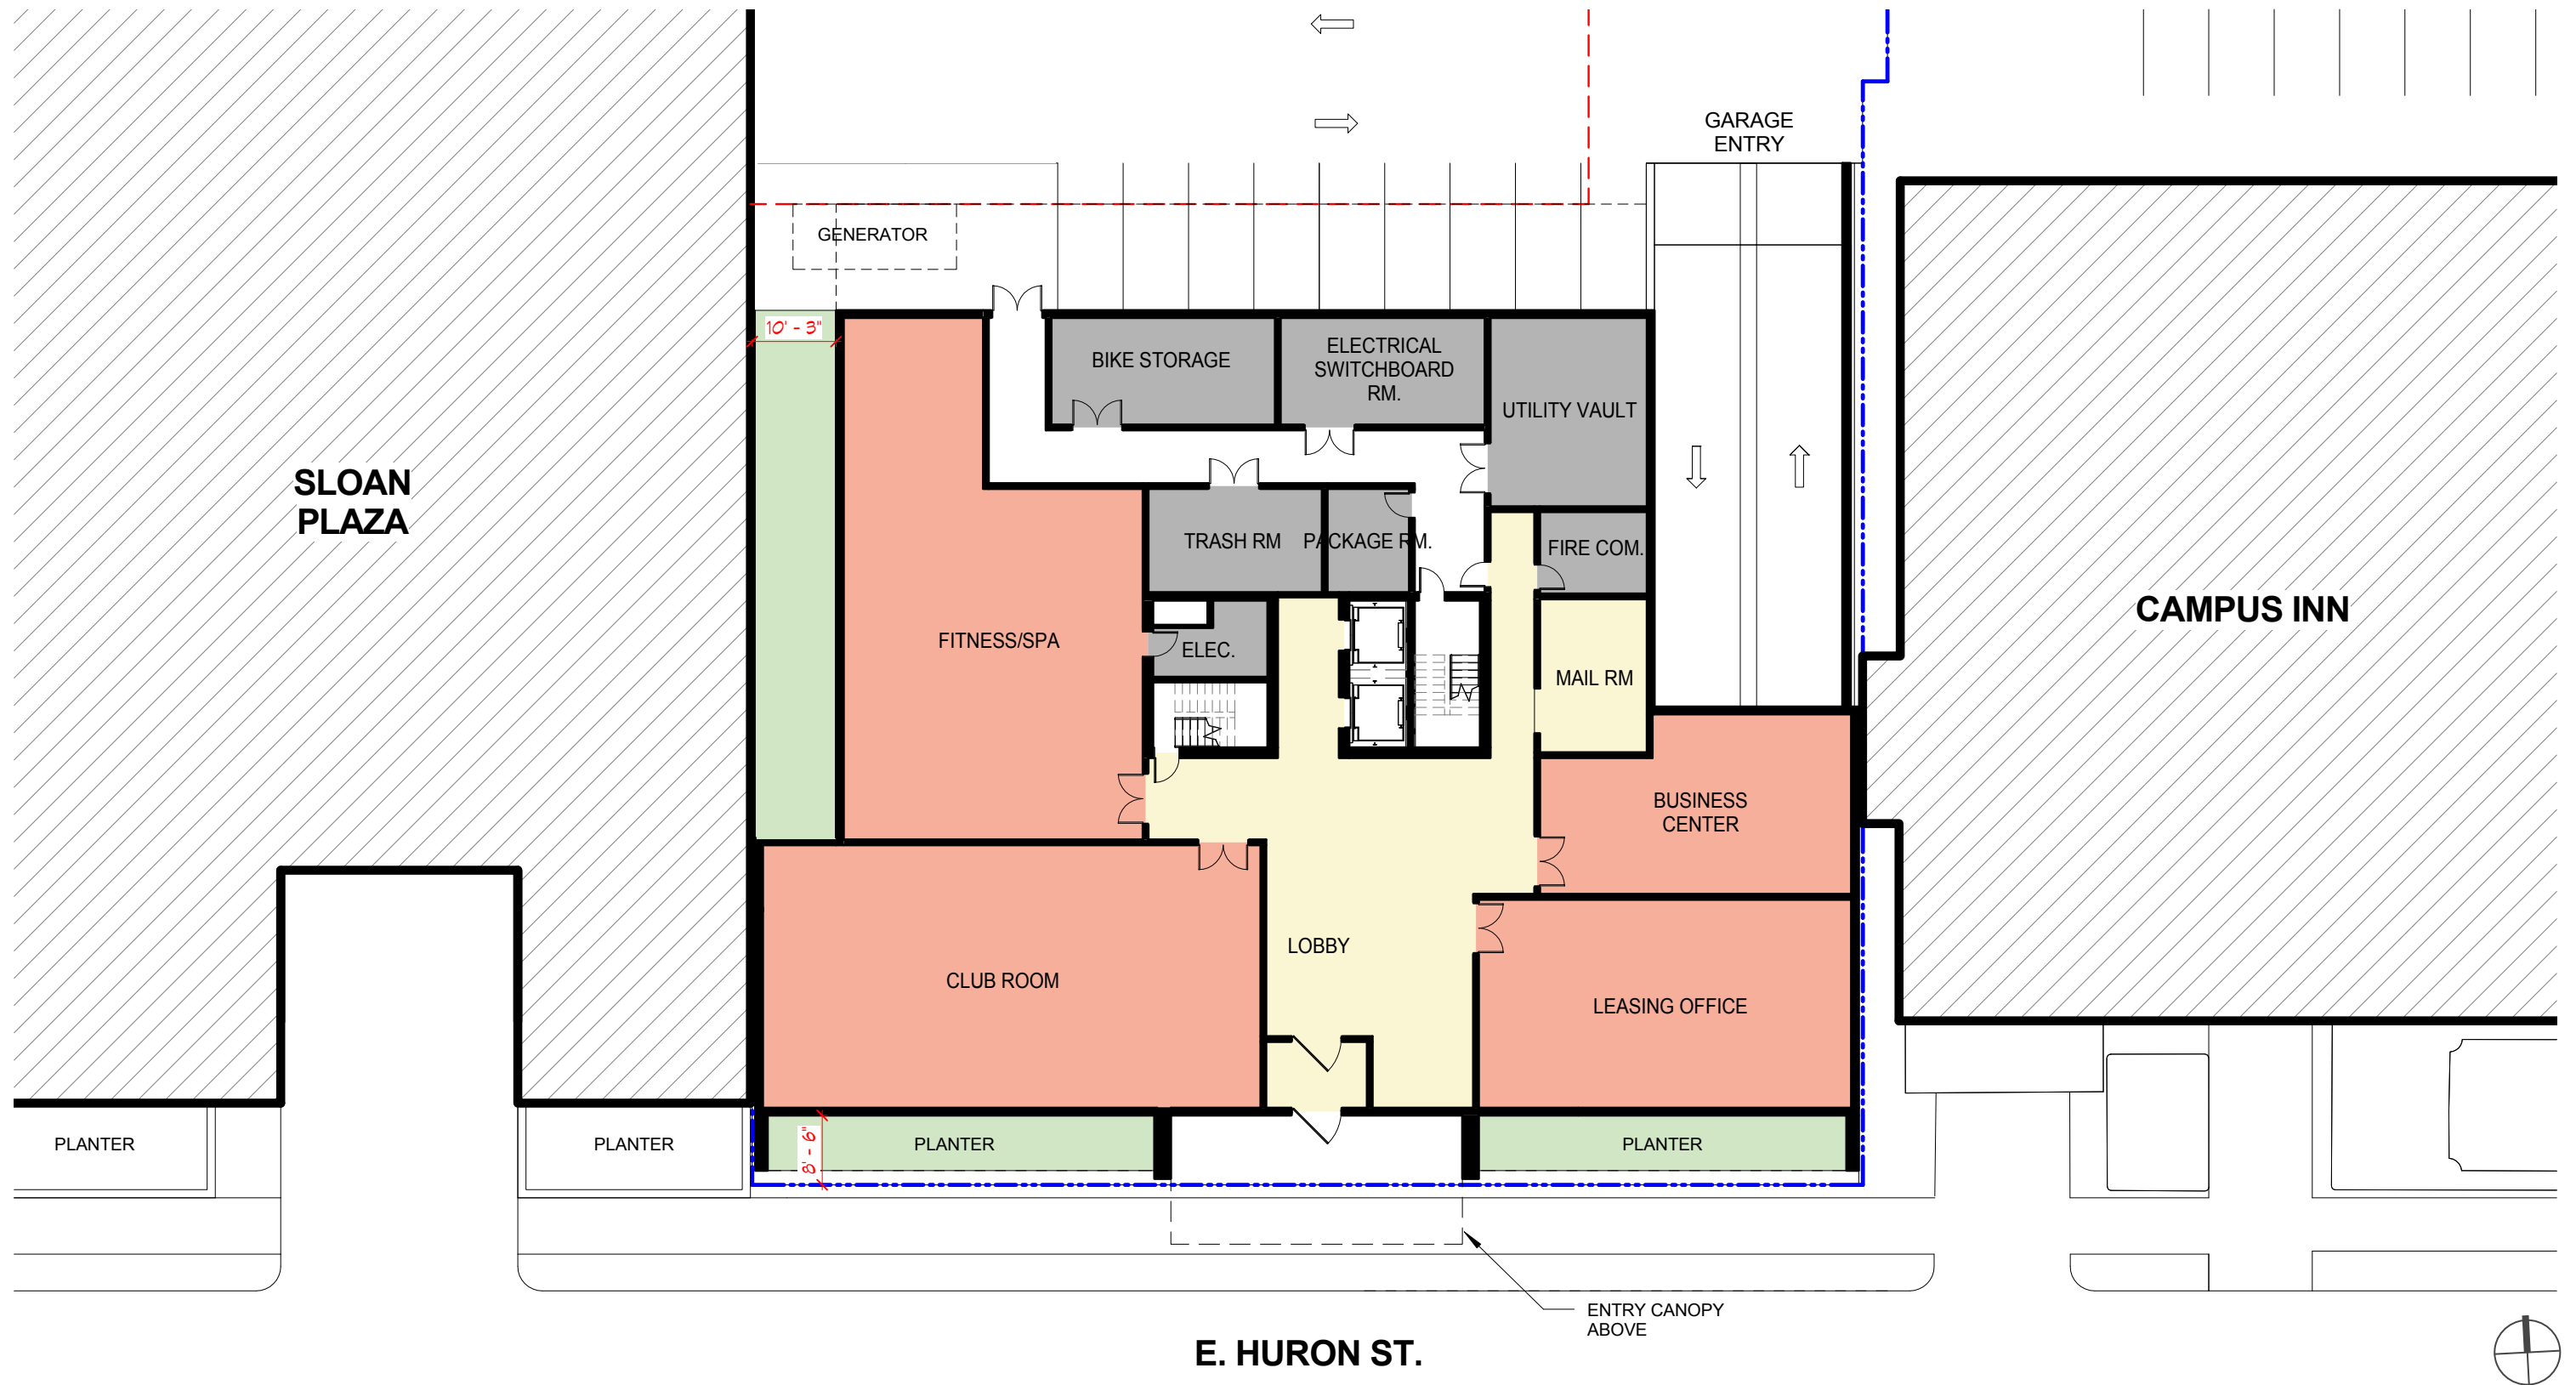 GARAGE
ENTRY
GENERATOR
10' - 3"
BIKE STORAGE
ELECTRICAL
SWITCHBOARD
RM.
UTILITY VAULT
SLOAN
PLAZA
TRASH RM
PACKAGE RM.
FIRE COM.
CAMPUS INN
FITNESS/SPA
ELEC.
MAIL RM
BUSINESS
CENTER
LOBBY
CLUB ROOM
LEASING OFFICE
PLANTER
PLANTER
8' - 6"
PLANTER
PLANTER
ENTRY CANOPY
ABOVE
E. HURON ST.